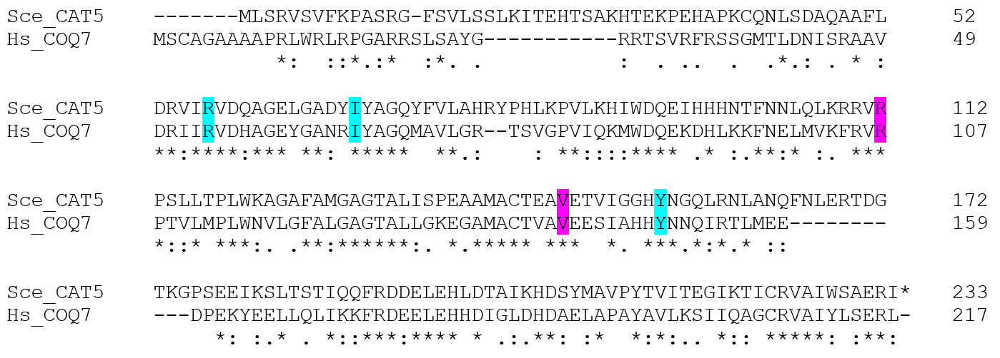 Sce_CAT5 -------MLSRVSVFKPASRG-FSVLSSLKITEHTSAKHTEKPEHAPKCQNLSDAQAAFL 52
Hs_COQ7 MSCAGAAAAPRLWRLRPGARRSLSAYG-----------RRTSVRFRSSGMTLDNISRAAV 49
*: ::*.:* :*. . : . .. . .*.: . * :
Sce_CAT5 DRVIRVDQAGELGADYIYAGQYFVLAHRYPHLKPVLKHIWDQEIHHHNTFNNLQLKRRVR 112
Hs_COQ7 DRIIRVDHAGEYGANRIYAGQMAVLGR--TSVGPVIQKMWDQEKDHLKKFNELMVKFRVR 107
**:****:*** **: ***** **.: : **::::**** .* :.**:* :. ***
Sce_CAT5 PSLLTPLWKAGAFAMGAGTALISPEAAMACTEAVETVIGGHYNGQLRNLANQFNLERTDG 172
Hs_COQ7 PTVLMPLWNVLGFALGAGTALLGKEGAMACTVAVEESIAHHYNNQIRTLMEE-------- 159
*::* ***:. .**:******:. *.***** *** *. ***.*:*.* ::
Sce_CAT5 TKGPSEEIKSLTSTIQQFRDDELEHLDTAIKHDSYMAVPYTVITEGIKTICRVAIWSAERI* 233
Hs_COQ7 ---DPEKYEELLQLIKKFRDEELEHHDIGLDHDAELAPAYAVLKSIIQAGCRVAIYLSERL- 217
*: :.* . *::***:**** * .:.**: :* *:*:.. *:: *****: :**: